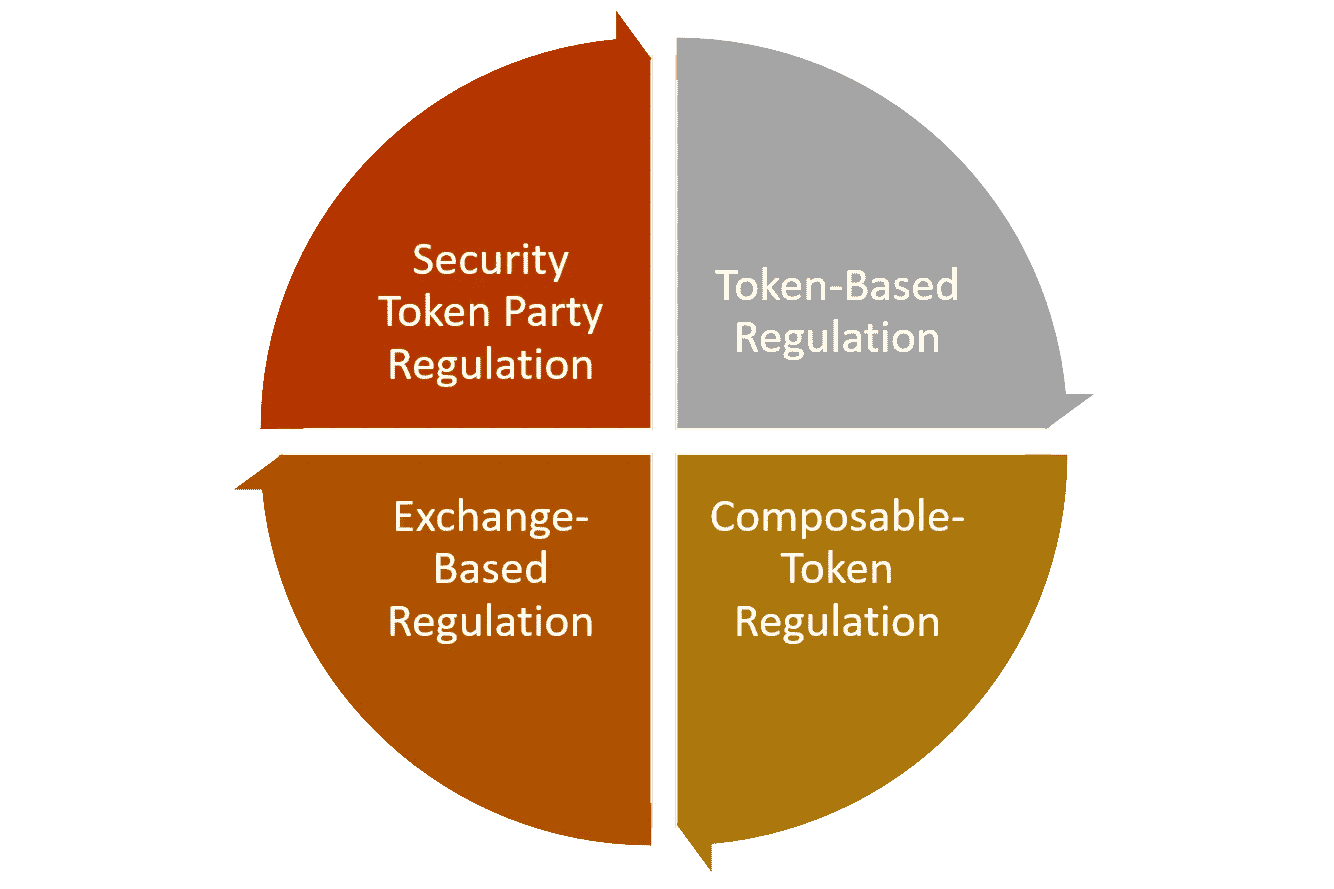 Security
Token Party
Regulation
Token-Based
Regulation
Exchange-
Based
Regulation
Composable-
Token
Regulation